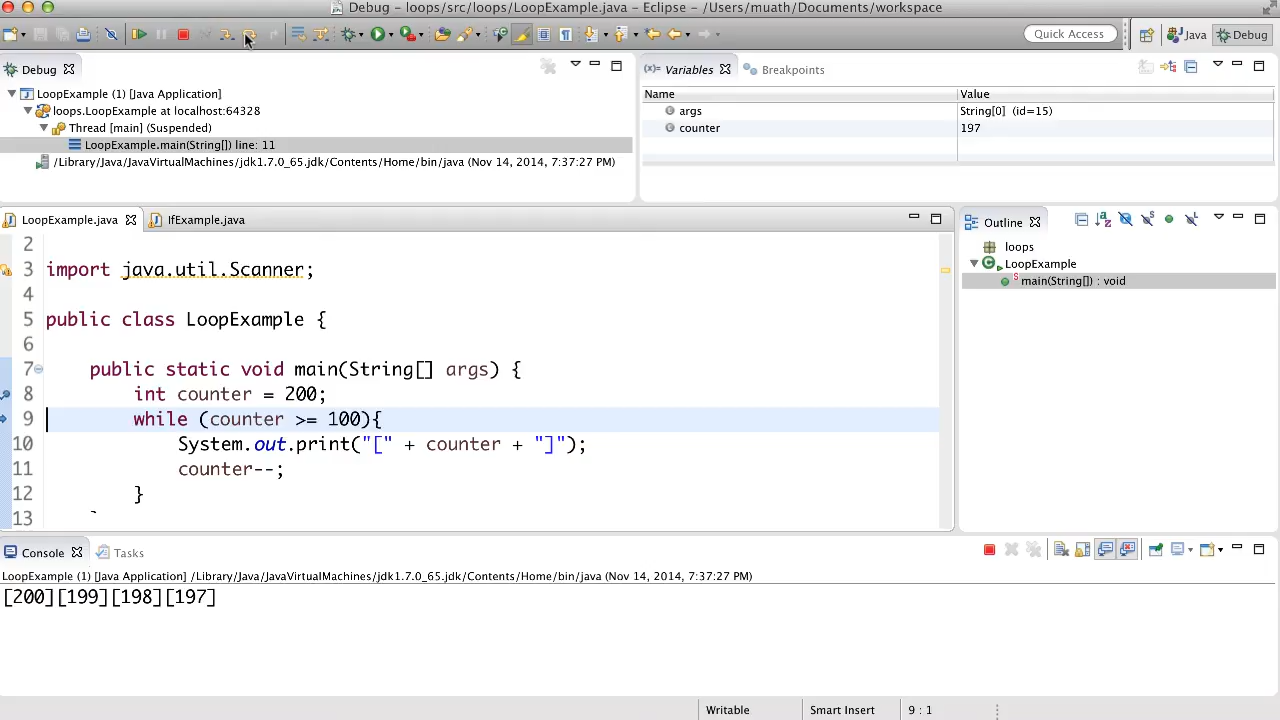 Debug - loops/src/loops/LoopExample.java - Eclipse - /Users/muath/Documents/workspace
Quick Access
Java
Debug
Debug
LoopExample (1) [Java Application]
loops.LoopExample at localhost:64328
Thread [main] (Suspended)
LoopExample.main(String[]) line: 11
/Library/Java/JavaVirtualMachines/jdk1.7.0_65.jdk/Contents/Home/bin/java (Nov 14, 2014, 7:37:27 PM)
(x)= Variables
Breakpoints
Name Value
args String[0] (id=15)
counter 197
LoopExample.java
IfExample.java
2
3 import java.util.Scanner;
4
5 public class LoopExample {
6
7 public static void main(String[] args) {
8 int counter = 200;
9 while (counter >= 100){
10 System.out.print("[" + counter + "]");
11 counter--;
12 }
13
Outline
loops
LoopExample
main(String[]) : void
Console
Tasks
LoopExample (1) [Java Application] /Library/Java/JavaVirtualMachines/jdk1.7.0_65.jdk/Contents/Home/bin/java (Nov 14, 2014, 7:37:27 PM)
[200][199][198][197]
Writable
Smart Insert
9 : 1